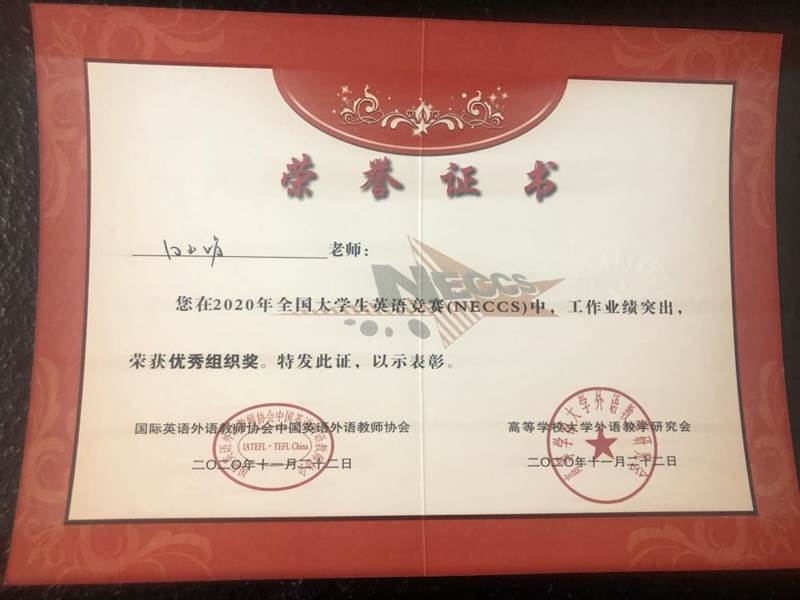 荣誉证书
老师：
NECCS
您在2020年全国大学生英语竞赛(NECCS)中，工作业绩突出，
荣获优秀组织奖。特发此证，以示表彰。
国际英语外语教师协会中国英语外语教师协会
二〇二〇年十一月二十二日
IATEFL·TEFL China
高等学校大学外语教学研究会
二〇二〇年十一月二十二日